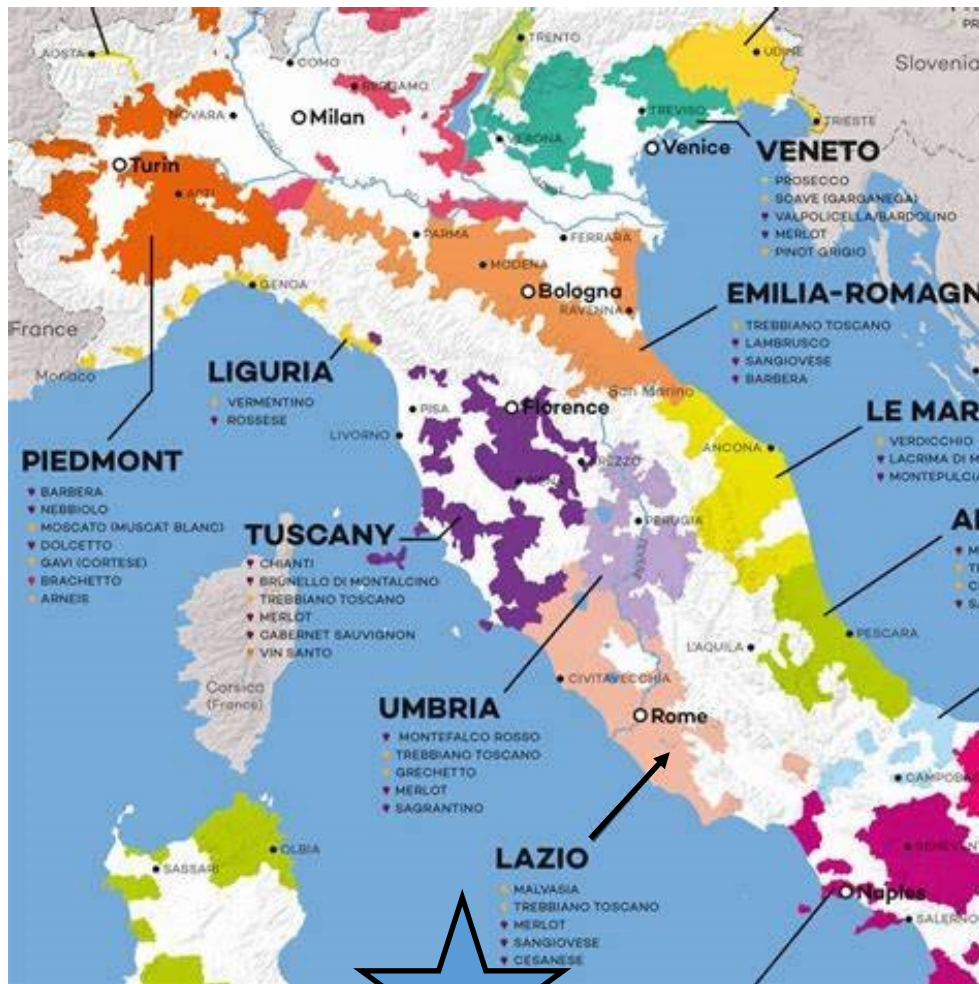 TRENTO
AOSTA
COMO
UDINE
Slovenia
BERGAMO
NOVARA
Milan
TREVISO
TRIESTE
VERONA
Venice
Turin
ASTI
VENETO
PROSECCO
SOAVE (GARGANEGA)
VALPOLICELLA/BARDOLINO
MERLOT
PINOT GRIGIO
PARMA
FERRARA
MODENA
GENOA
Bologna
RAVENNA
EMILIA-ROMAGN
TREBBIANO TOSCANO
LAMBRUSCO
SANGIOVESE
BARBERA
France
Monaco
LIGURIA
VERMENTINO
ROSSESE
San Marino
PISA
Florence
LIVORNO
LE MAR
VERDICCHIO
LACRIMA DI M
MONTEPULCIA
ANCONA
AREZZO
PIEDMONT
BARBERA
NEBBIOLO
MOSCATO (MUSCAT BLANC)
DOLCETTO
GAVI (CORTESE)
BRACHETTO
ARNEIS
PERUGIA
TUSCANY
CHIANTI
BRUNELLO DI MONTALCINO
TREBBIANO TOSCANO
MERLOT
CABERNET SAUVIGNON
VIN SANTO
L'AQUILA
PESCARA
Corsica
(France)
CIVITAVECCHIA
UMBRIA
MONTEFALCO ROSSO
TREBBIANO TOSCANO
GRECHETTO
MERLOT
SAGRANTINO
Rome
CAMPOBA
LAZIO
MALVASIA
TREBBIANO TOSCANO
MERLOT
SANGIOVESE
CESANESE
OLBIA
SASSARI
BENEVENT
Naples
SALERNO